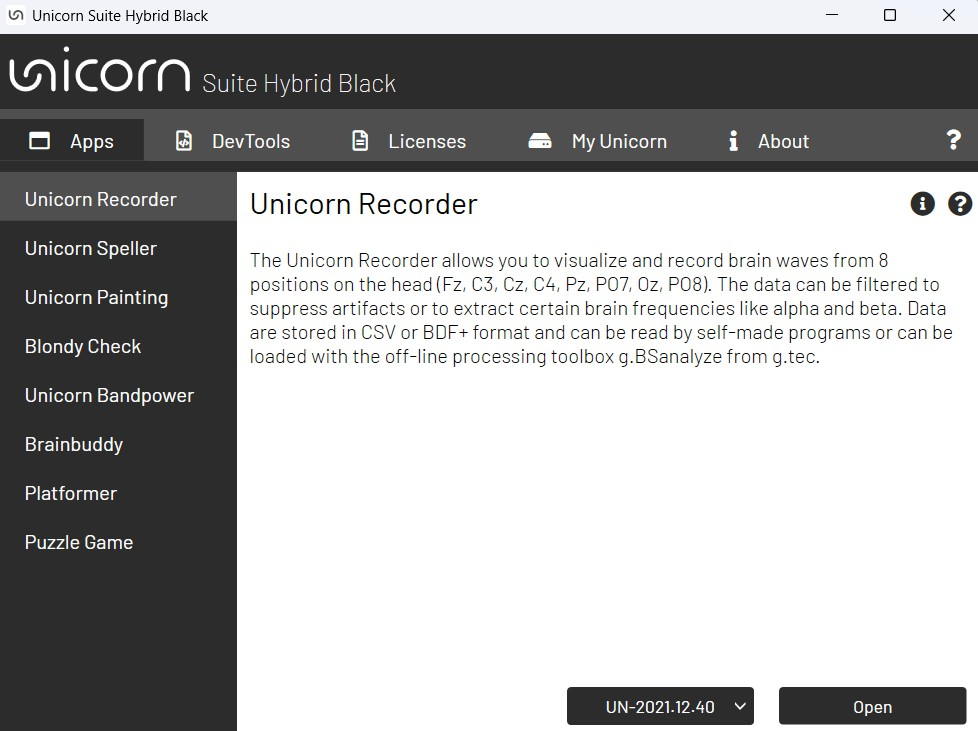 Unicorn Suite Hybrid Black
unicorn Suite Hybrid Black
Apps DevTools Licenses My Unicorn About ?
Unicorn Recorder
Unicorn Speller
Unicorn Painting
Blondy Check
Unicorn Bandpower
Brainbuddy
Platformer
Puzzle Game
Unicorn Recorder
The Unicorn Recorder allows you to visualize and record brain waves from 8
positions on the head (Fz, C3, Cz, C4, Pz, PO7, Oz, PO8). The data can be filtered to
suppress artifacts or to extract certain brain frequencies like alpha and beta. Data
are stored in CSV or BDF+ format and can be read by self-made programs or can be
loaded with the off-line processing toolbox g.BSanalyze from g.tec.
UN-2021.12.40
Open